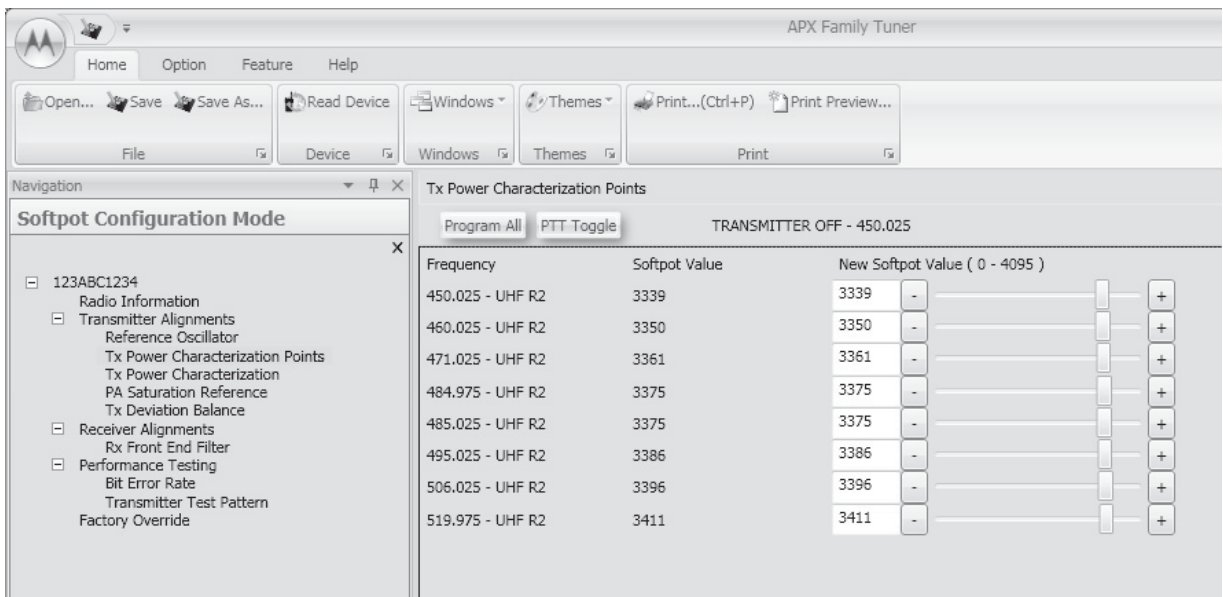 APX Family Tuner
Home Option Feature Help
Open... Save Save As... Read Device Windows Themes Print...(Ctrl+P) Print Preview...
File Device Windows Themes Print
Navigation
Softpot Configuration Mode
123ABC1234
Radio Information
Transmitter Alignments
Reference Oscillator
Tx Power Characterization Points
Tx Power Characterization
PA Saturation Reference
Tx Deviation Balance
Receiver Alignments
Rx Front End Filter
Performance Testing
Bit Error Rate
Transmitter Test Pattern
Factory Override
Tx Power Characterization Points
Program All PTT Toggle TRANSMITTER OFF - 450.025
Frequency Softpot Value New Softpot Value ( 0 - 4095 )
450.025 - UHF R2 3339 3339 - +
460.025 - UHF R2 3350 3350 - +
471.025 - UHF R2 3361 3361 - +
484.975 - UHF R2 3375 3375 - +
485.025 - UHF R2 3375 3375 - +
495.025 - UHF R2 3386 3386 - +
506.025 - UHF R2 3396 3396 - +
519.975 - UHF R2 3411 3411 - +